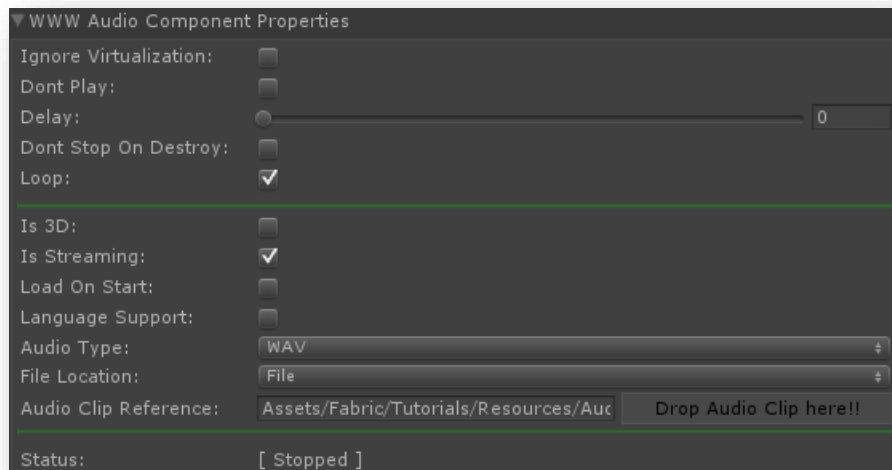 WWW Audio Component Properties
Ignore Virtualization:
Dont Play:
Delay: 0
Dont Stop On Destroy:
Loop:
Is 3D:
Is Streaming:
Load On Start:
Language Support:
Audio Type: WAV
File Location: File
Audio Clip Reference: Assets/Fabric/Tutorials/Resources/Aud Drop Audio Clip here!!
Status: [ Stopped ]